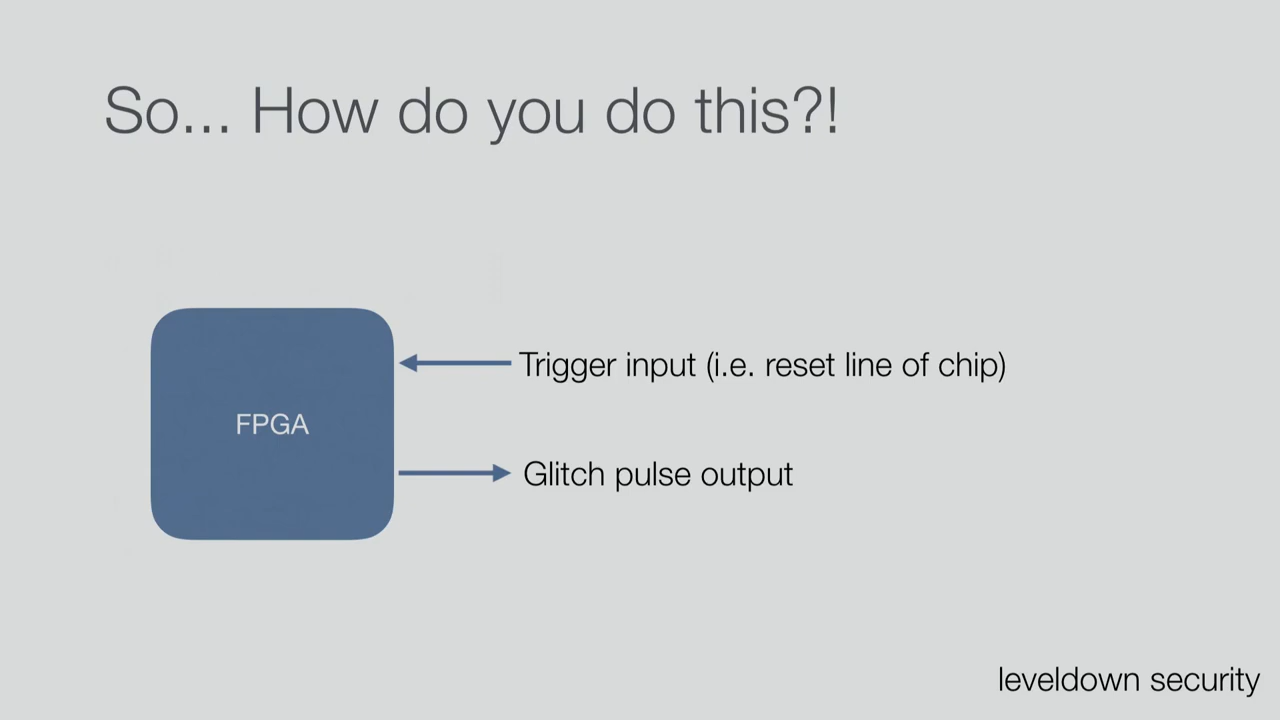 So... How do you do this?!
FPGA
Trigger input (i.e. reset line of chip)
Glitch pulse output
leveldown security